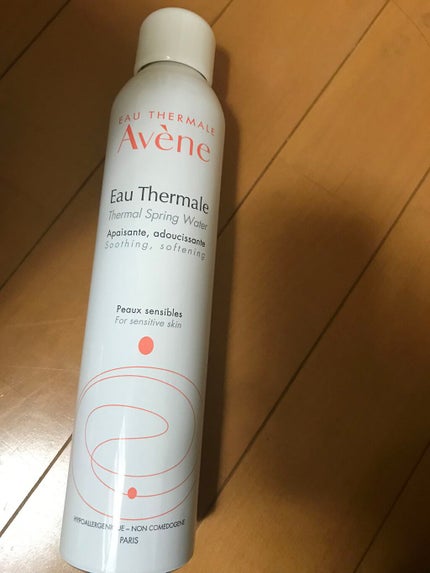 EAU THERMALE
Avène
Eau Thermale
Thermal Spring Water
Apaisante, adoucissante
Soothing, softening
Peaux sensibles
For sensitive skin
HYPOALLERGENIQUE – NON COMEDOGENE
PARIS